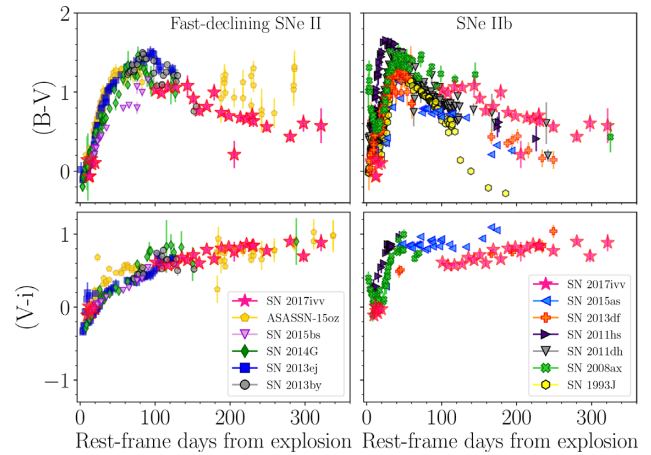 Fast-declining SNe II
SNe IIb
(B-V)
2
1
0
(V-i)
1
0
−1
SN 2017ivv
ASASSN-15oz
SN 2015bs
SN 2014G
SN 2013ej
SN 2013by
SN 2017ivv
SN 2015as
SN 2013df
SN 2011hs
SN 2011dh
SN 2008ax
SN 1993J
0 100 200 300
0 100 200 300
Rest-frame days from explosion
Rest-frame days from explosion